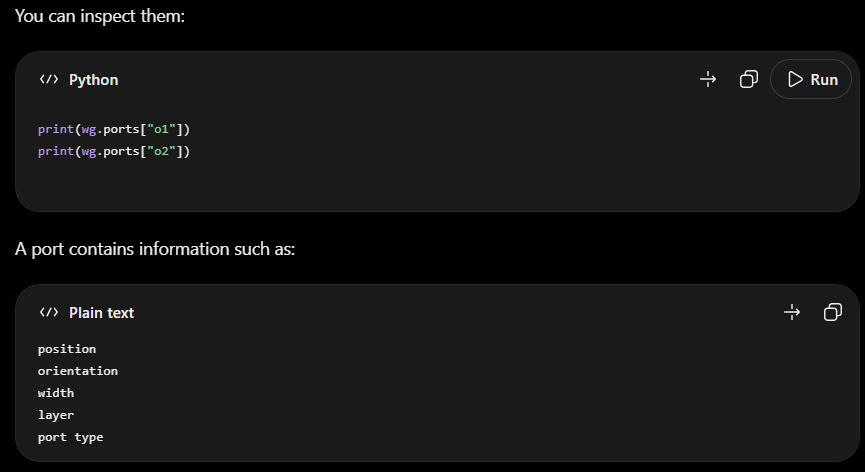 You can inspect them:
</> Python
Run
print(wg.ports["o1"])
print(wg.ports["o2"])
A port contains information such as:
</> Plain text
position
orientation
width
layer
port type